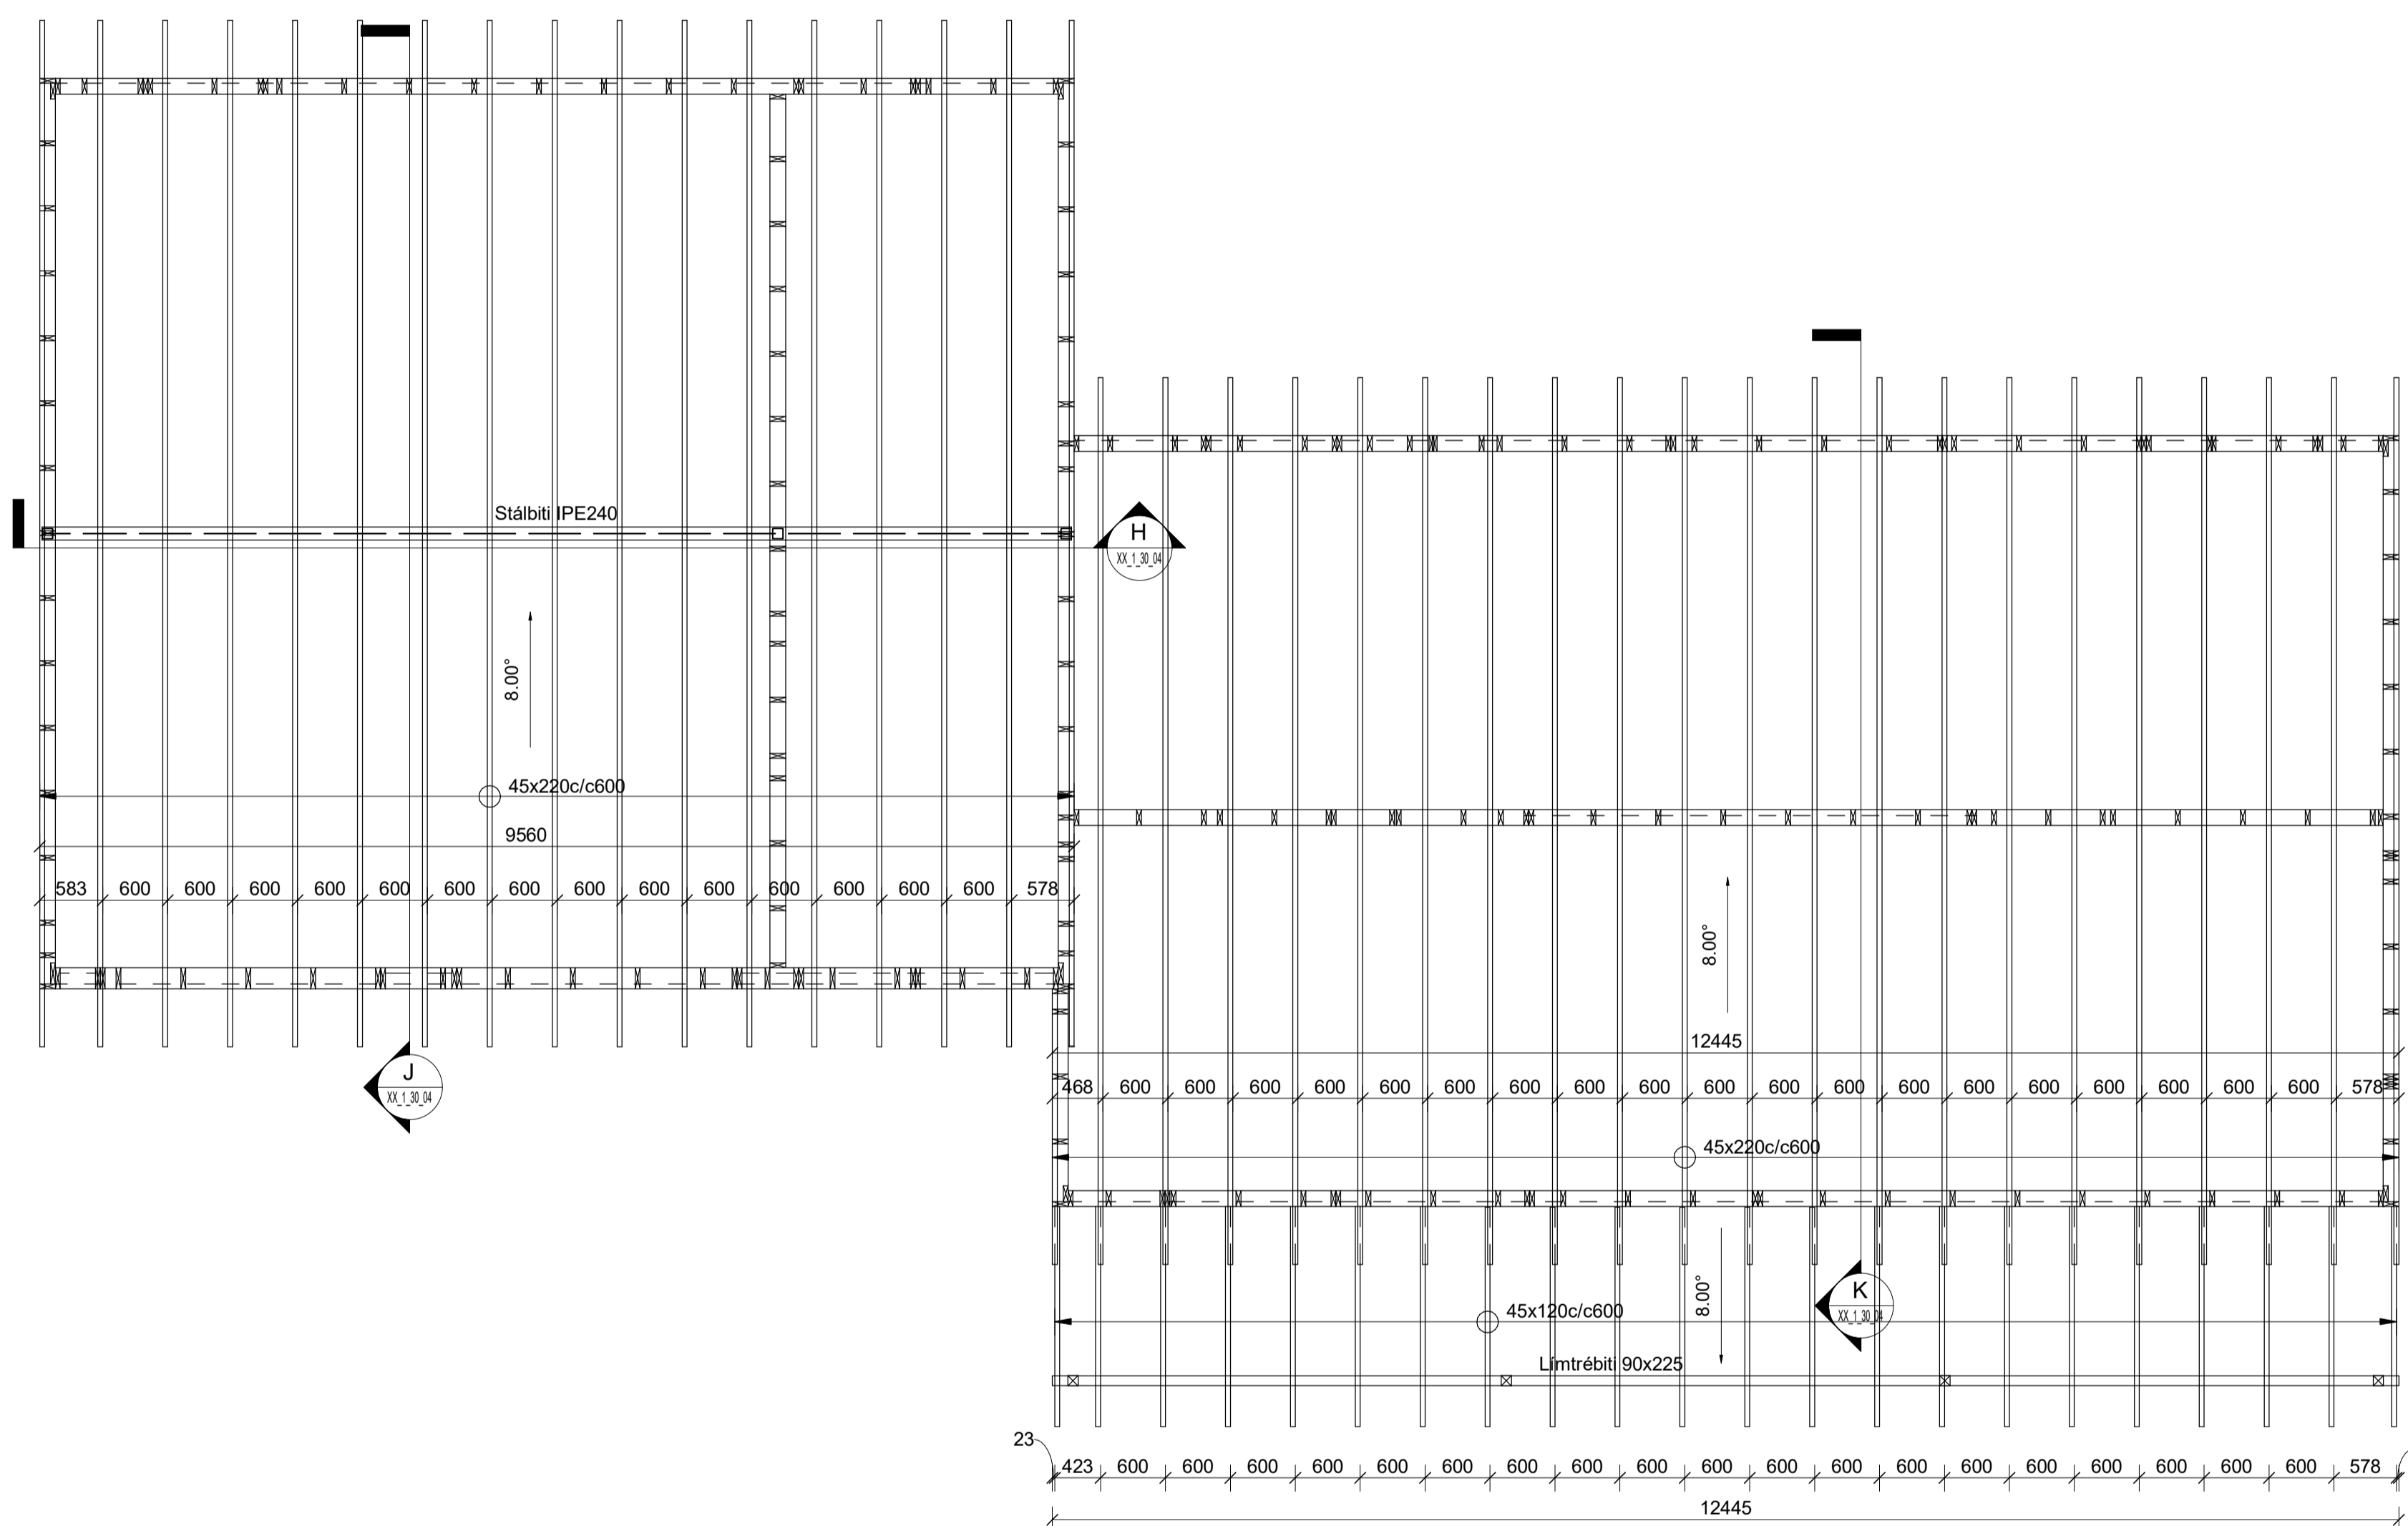 Stálbiti IPE240
H
XX_1_30_04
8.00°
45x220c/c600
9560
583 600 600 600 600 600 600 600 600 600 600 600 600 600 600 578
8.00°
12445
J
XX_1_30_04
468 600 600 600 600 600 600 600 600 600 600 600 600 600 600 600 600 600 600 600 578
45x220c/c600
8.00°
K
XX_1_30_04
45x120c/c600
Límtrébiti 90x225
23
423 600 600 600 600 600 600 600 600 600 600 600 600 600 600 600 600 600 600 600 578
12445